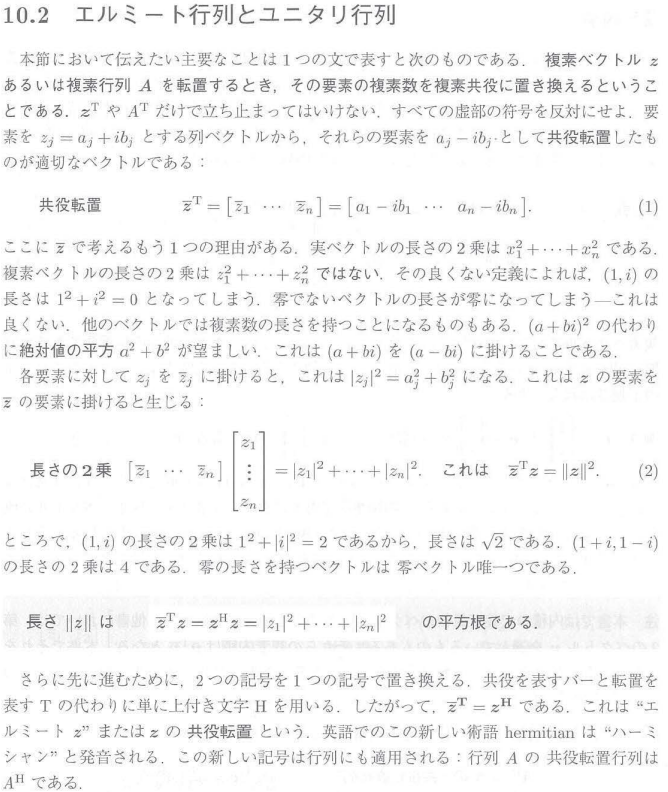 10.2 エルミート行列とユニタリ行列
本節において伝えたい主要なことは1つの文で表すと次のものである. 複素ベクトル z
あるいは複素行列 A を転置するとき, その要素の複素数を複素共役に置き換えるというこ
とである. z^T や A^T だけで立ち止まってはいけない. すべての虚部の符号を反対にせよ. 要
素を z_j = a_j + ib_j とする列ベクトルから, それらの要素を a_j − ib_j として共役転置したも
のが適切なベクトルである:
共役転置 z̄^T = [ z̄_1 ⋯ z̄_n ] = [ a_1 − ib_1 ⋯ a_n − ib_n ]. (1)
ここに z̄ で考えるもう1つの理由がある. 実ベクトルの長さの2乗は x_1^2 + ⋯ + x_n^2 である.
複素ベクトルの長さの2乗は z_1^2 + ⋯ + z_n^2 ではない. その良くない定義によれば, (1, i) の
長さは 1^2 + i^2 = 0 となってしまう. 零でないベクトルの長さが零になってしまう—これは
良くない. 他のベクトルでは複素数の長さを持つことになるものもある. (a + bi)^2 の代わり
に絶対値の平方 a^2 + b^2 が望ましい. これは (a + bi) を (a − bi) に掛けることである.
各要素に対して z_j を z̄_j に掛けると, これは |z_j|^2 = a_j^2 + b_j^2 になる. これは z の要素を
z̄ の要素に掛けると生じる:
長さの2乗 [ z̄_1 ⋯ z̄_n ] [ z_1 ⋮ z_n ] = |z_1|^2 + ⋯ + |z_n|^2. これは z̄^T z = ‖z‖^2. (2)
ところで, (1, i) の長さの2乗は 1^2 + |i|^2 = 2 であるから, 長さは √2 である. (1 + i, 1 − i)
の長さの2乗は4である. 零の長さを持つベクトルは 零ベクトル唯一つである.
長さ ‖z‖ は z̄^T z = z^H z = |z_1|^2 + ⋯ + |z_n|^2 の平方根である.
さらに先に進むために, 2つの記号を1つの記号で置き換える. 共役を表すバーと転置を
表す T の代わりに単に上付き文字 H を用いる. したがって, z̄^T = z^H である. これは “エ
ルミート z” または z の 共役転置 という. 英語でのこの新しい術語 hermitian は “ハーミ
シャン” と発音される. この新しい記号は行列にも適用される:行列 A の 共役転置行列は
A^H である.